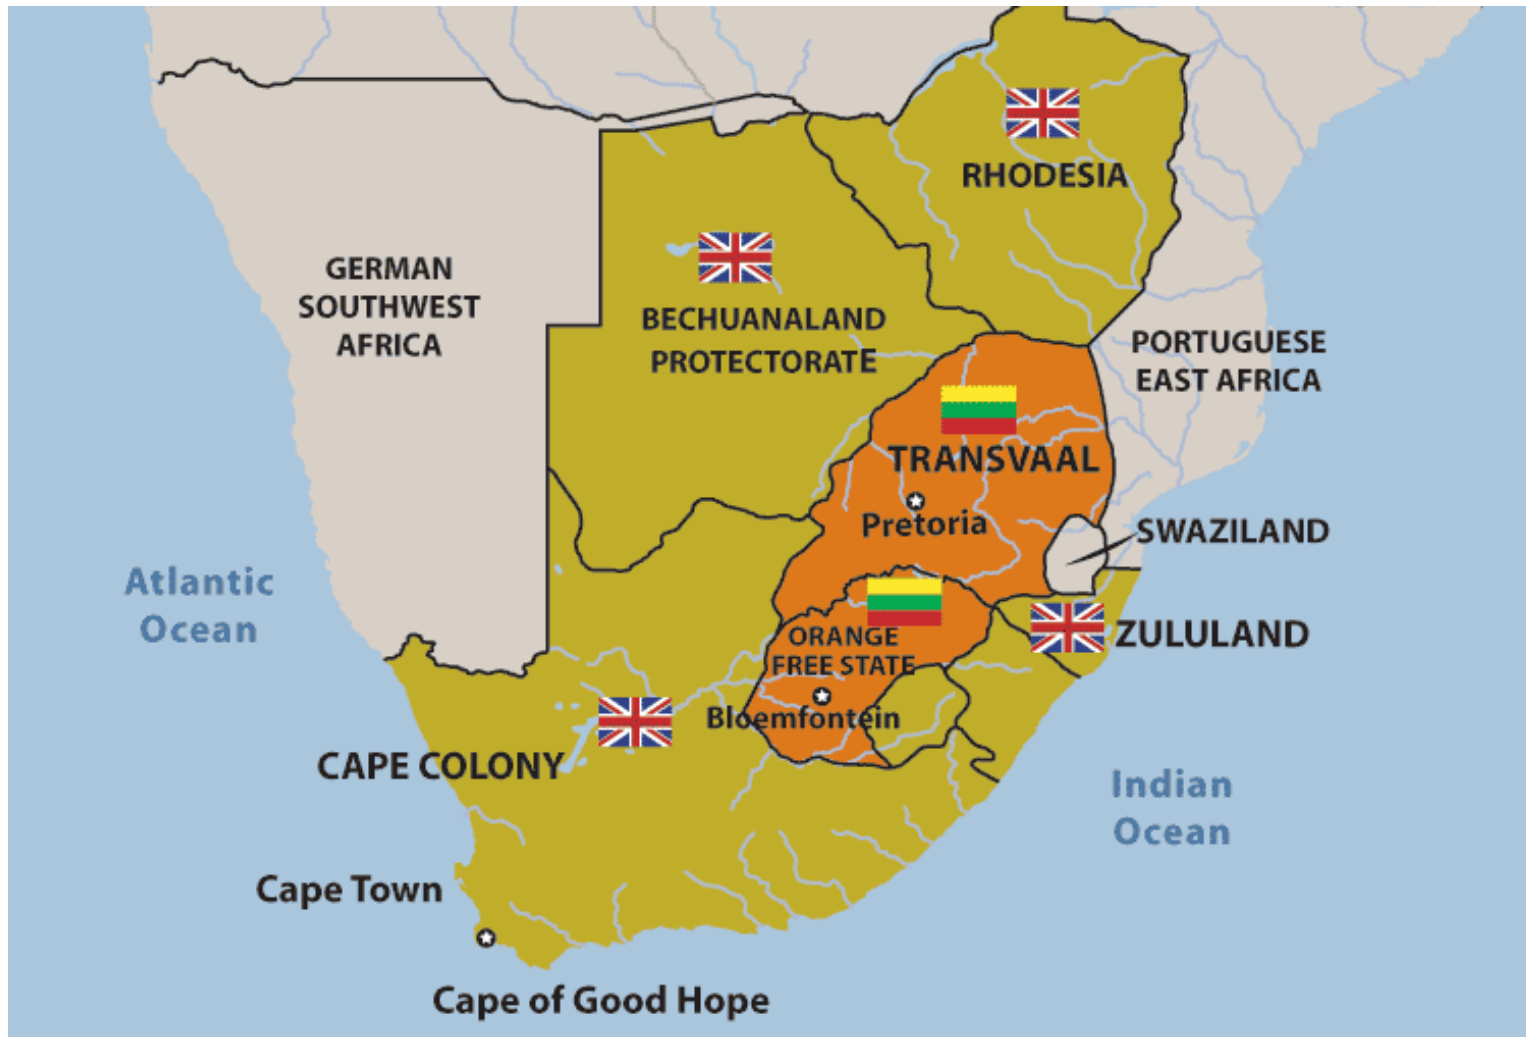 RHODESIA
GERMAN
SOUTHWEST
AFRICA
BECHUANALAND
PROTECTORATE
PORTUGUESE
EAST AFRICA
TRANSVAAL
Pretoria
SWAZILAND
Atlantic
Ocean
ORANGE
FREE STATE
ZULULAND
Bloemfontein
CAPE COLONY
Indian
Ocean
Cape Town
Cape of Good Hope